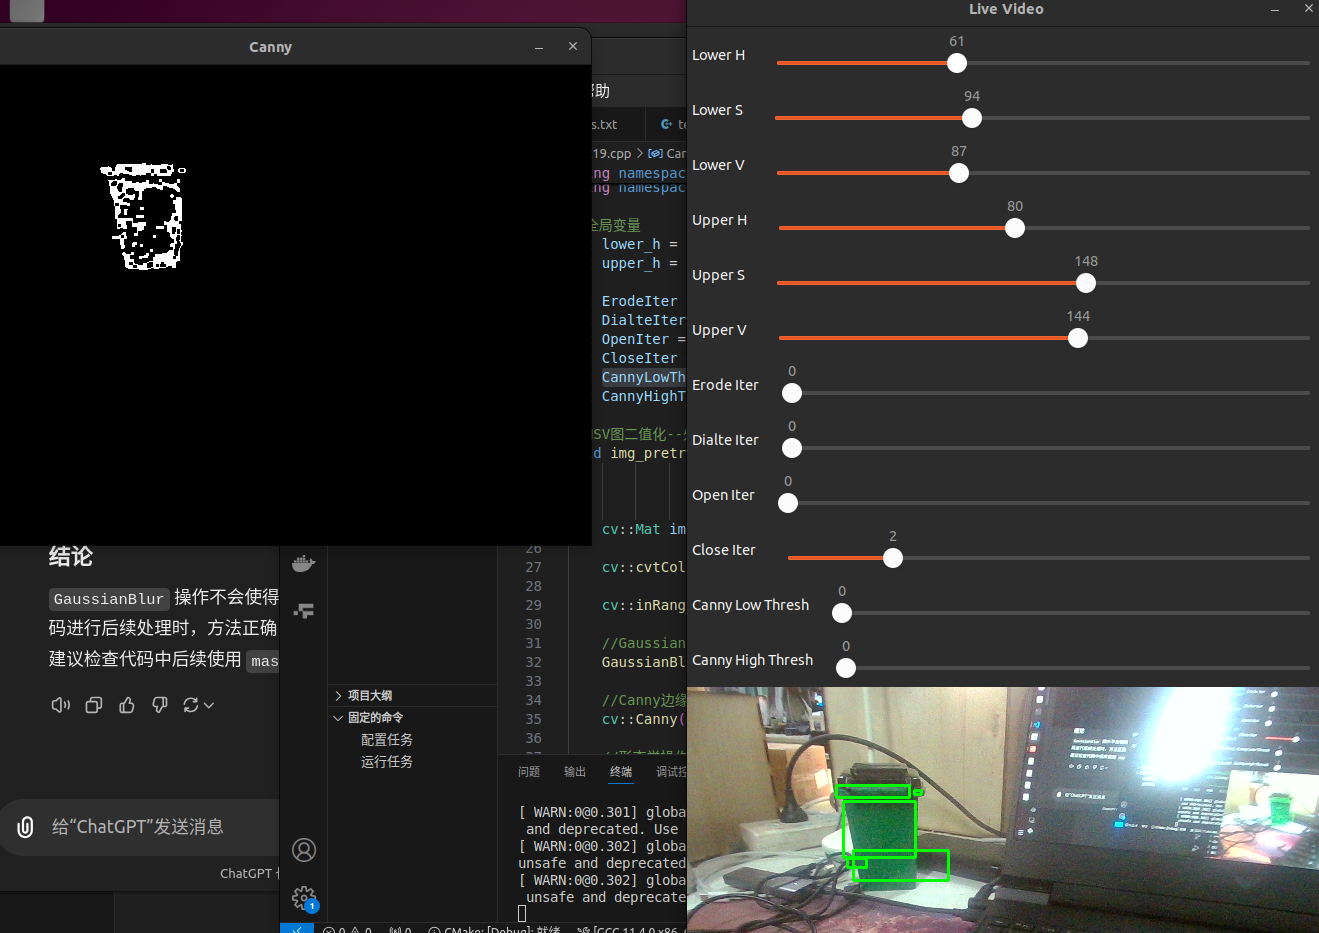 Canny
Live Video
Lower H
61
Lower S
94
Lower V
87
Upper H
80
Upper S
148
Upper V
144
Erode Iter
0
Dialte Iter
0
Open Iter
0
Close Iter
2
Canny Low Thresh
0
Canny High Thresh
0
帮助
s.txt
19.cpp
Can
ng namespac
ng namespac
全局变量
lower_h =
upper_h =
ErodeIter
DialteIter
OpenIter =
CloseIter
CannyLowTh
CannyHighT
SV图二值化--
d img_pretr
cv::Mat im
26
27 cv::cvtCol
28
29 cv::inRang
30
31 //Gaussian
32 GaussianBl
33
34 //Canny边缘
35 cv::Canny(
36
结论
GaussianBlur 操作不会使得
码进行后续处理时，方法正确
建议检查代码中后续使用 mas
给“ChatGPT”发送消息
ChatGPT
项目大纲
固定的命令
配置任务
运行任务
问题
输出
终端
调试控
[ WARN:0@0.301] globa
and deprecated. Use
[ WARN:0@0.302] globa
unsafe and deprecated
[ WARN:0@0.302] globa
unsafe and deprecate
1
0 0 0 CMake: [Debug]: 就绪 [GCC 11.4.0 x86